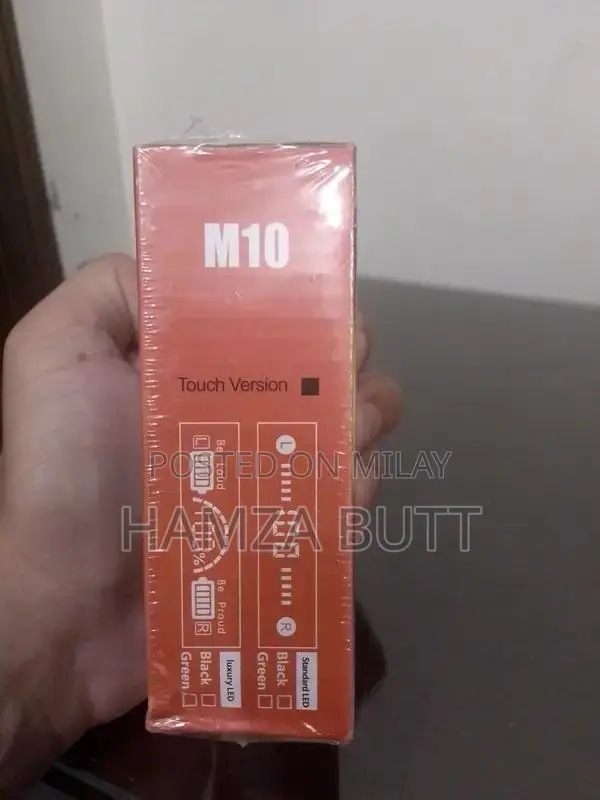 M10
Touch Version
POSTED ON MILAY
HAMZA BUTT
L
Be Loud
Be Proud
R
L
R
luxury LED
Black
Green
Standard LED
Black
Green